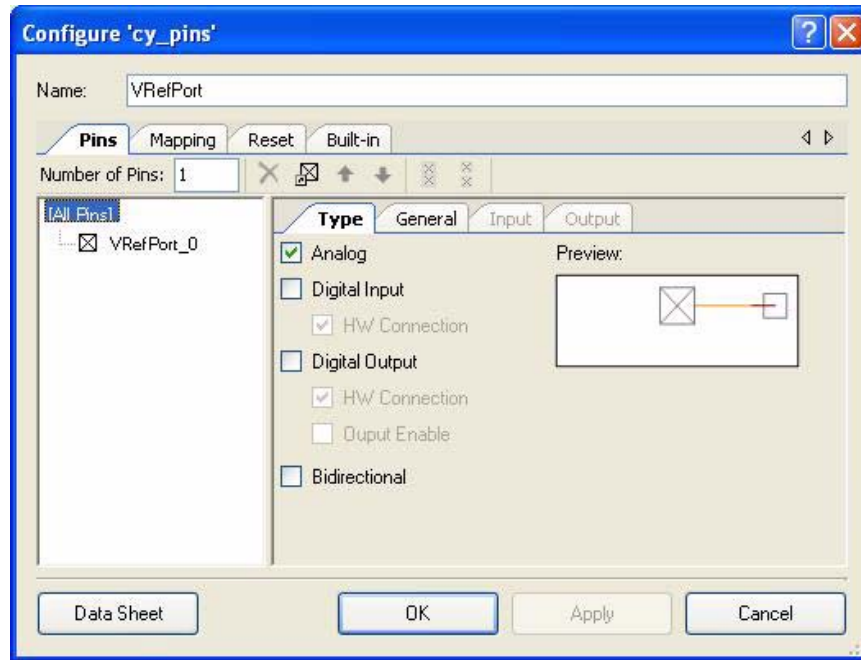 Configure 'cy_pins'
Name: VRefPort
Pins Mapping Reset Built-in
Number of Pins: 1
[All Pins]
VRefPort_0
Type General Input Output
Analog
Preview:
Digital Input
HW Connection
Digital Output
HW Connection
Ouput Enable
Bidirectional
Data Sheet OK Apply Cancel